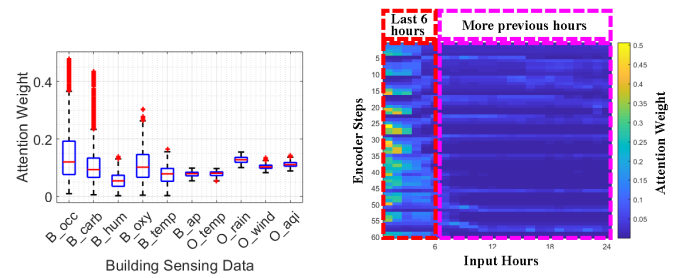 0.4
0.2
0
Attention Weight
B_occ
B_carb
B_hum
B_oxy
B_temp
B_ap
O_temp
O_rain
O_wind
O_aqi
Building Sensing Data
Last 6
hours
More previous hours
Encoder Steps
5
10
15
20
25
30
35
40
45
50
55
60
6
12
18
24
Input Hours
0.5
0.45
0.4
0.35
0.3
0.25
0.2
0.15
0.1
0.05
Attention Weight